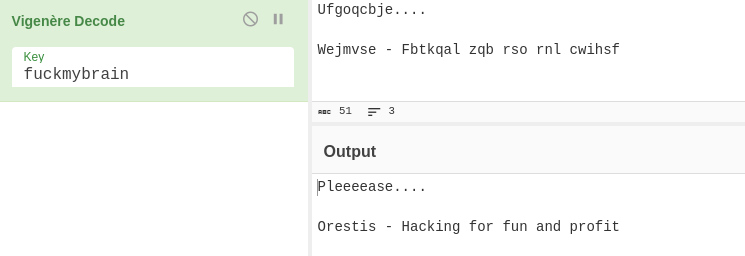 Vigenère Decode
Key
fuckmybrain
Ufgoqcbje....
Wejmvse - Fbtkqal zqb rso rnl cwihsf
ABC 51 3
Output
Pleeeease....
Orestis - Hacking for fun and profit